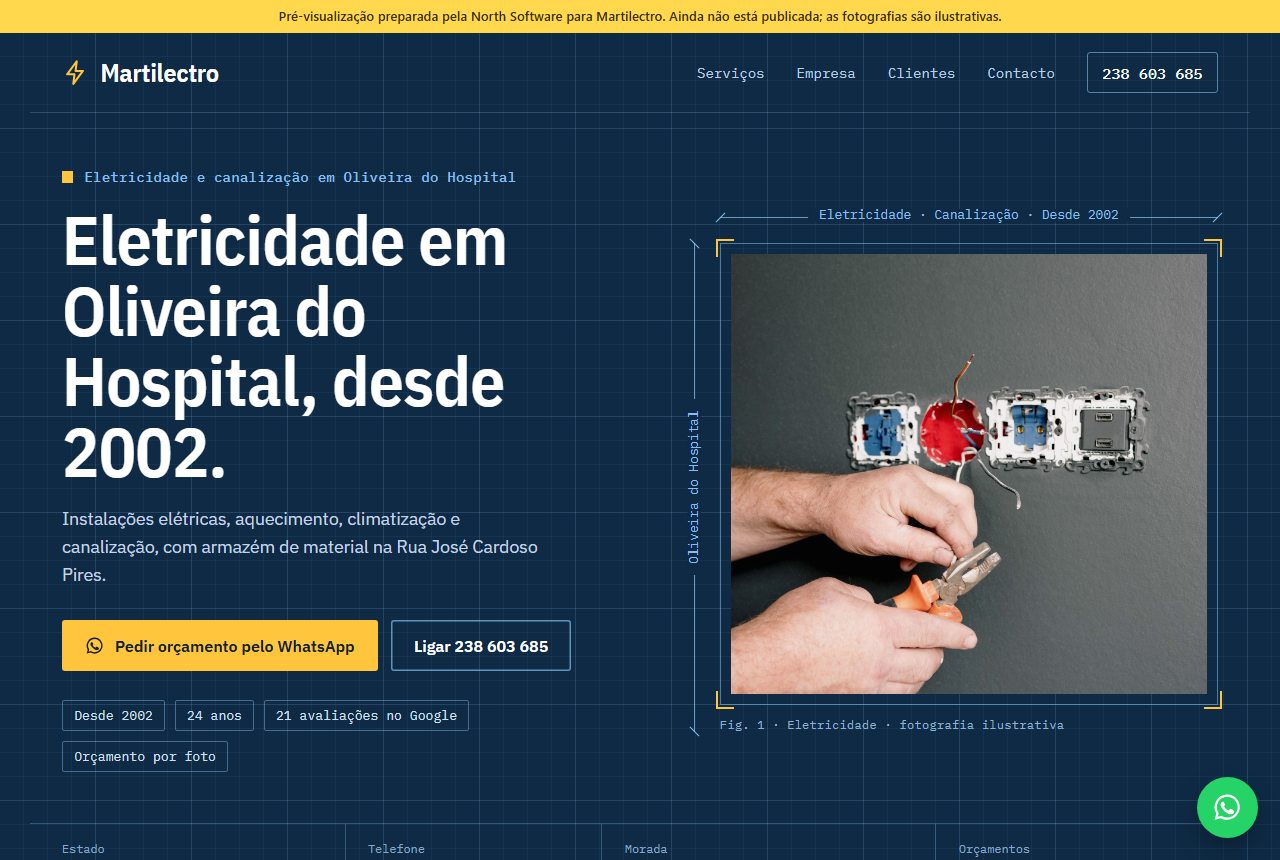 Pré-visualização preparada pela North Software para Martilectro. Ainda não está publicada; as fotografias são ilustrativas.
Martilectro
Serviços
Empresa
Clientes
Contacto
238 603 685
Eletricidade e canalização em Oliveira do Hospital
Eletricidade em
Oliveira do
Hospital, desde
2002.
Instalações elétricas, aquecimento, climatização e
canalização, com armazém de material na Rua José Cardoso
Pires.
Pedir orçamento pelo WhatsApp
Ligar 238 603 685
Desde 2002
24 anos
21 avaliações no Google
Orçamento por foto
Eletricidade · Canalização · Desde 2002
Oliveira do Hospital
Fig. 1 · Eletricidade · fotografia ilustrativa
Estado
Telefone
Morada
Orçamentos